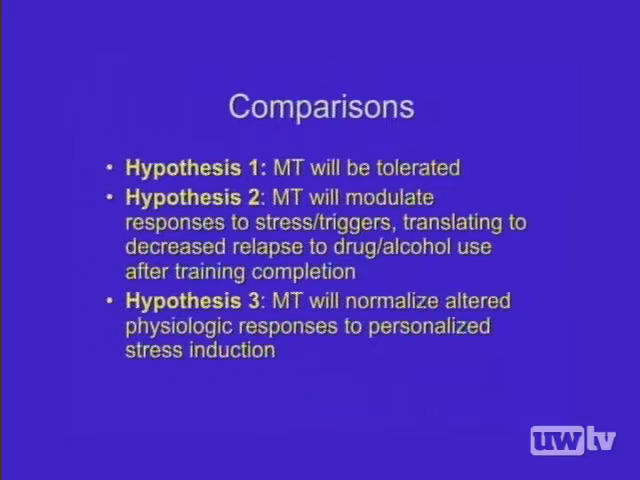 Comparisons
• Hypothesis 1: MT will be tolerated
• Hypothesis 2: MT will modulate
responses to stress/triggers, translating to
decreased relapse to drug/alcohol use
after training completion
• Hypothesis 3: MT will normalize altered
physiologic responses to personalized
stress induction
uwtv